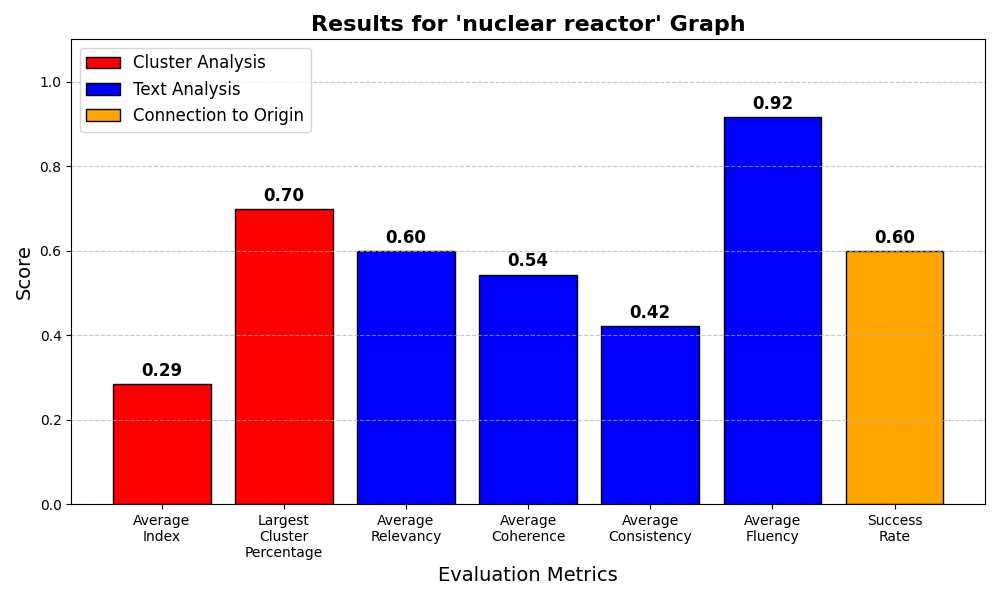 Results for 'nuclear reactor' Graph
Cluster Analysis
Text Analysis
Connection to Origin
Score
1.0
0.8
0.6
0.4
0.2
0.0
0.29
0.70
0.60
0.54
0.42
0.92
0.60
Average
Index
Largest
Cluster
Percentage
Average
Relevancy
Average
Coherence
Average
Consistency
Average
Fluency
Success
Rate
Evaluation Metrics